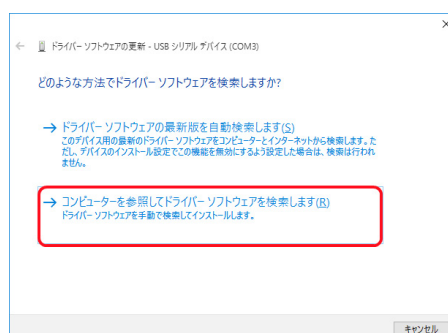 ドライバー ソフトウェアの更新 - USB シリアル デバイス (COM3)
どのような方法でドライバー ソフトウェアを検索しますか?
→ ドライバー ソフトウェアの最新版を自動検索します(S)
このデバイス用の最新のドライバー ソフトウェアをコンピューターとインターネットから検索します。た
だし、デバイスのインストール設定でこの機能を無効にするよう設定した場合は、検索は行われ
ません。
→ コンピューターを参照してドライバー ソフトウェアを検索します(R)
ドライバー ソフトウェアを手動で検索してインストールします。
キャンセル